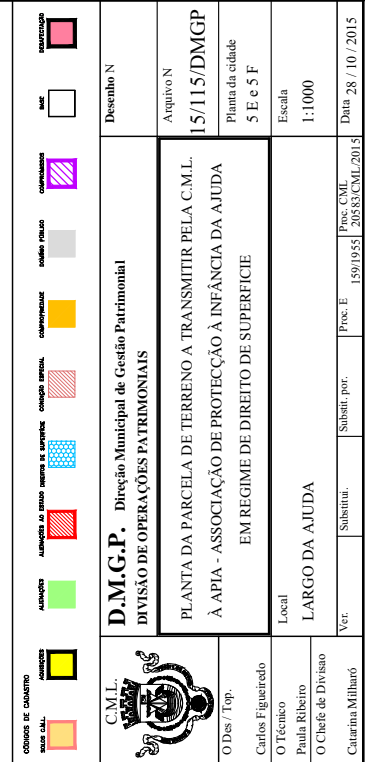 CÓDIGOS DE CADASTRO
SOLOS C.M.L.
AQUISIÇÕES
ALIENAÇÕES
ALIENAÇÕES AO ESTADO
DIREITOS DE SUPERFÍCIE
CONDIÇÃO ESPECIAL
COMPROPRIEDADE
DOMÍNIO PÚBLICO
COMPROMISSOS
BASE
DESAFECTAÇÃO
C.M.L.
D.M.G.P. Direção Municipal de Gestão Patrimonial
DIVISÃO DE OPERAÇÕES PATRIMONIAIS
Desenho N
O Des / Top.
Carlos Figueiredo
PLANTA DA PARCELA DE TERRENO A TRANSMITIR PELA C.M.L.
À APIA - ASSOCIAÇÃO DE PROTECÇÃO À INFÂNCIA DA AJUDA
EM REGIME DE DIREITO DE SUPERFICIE
Arquivo N
15/115/DMGP
Planta da cidade
5 E e 5 F
O Técnico
Paula Ribeiro
O Chefe de Divisao
Catarina Milharó
Local
LARGO DA AJUDA
Escala
1:1000
Ver.
Substitui.
Substit. por.
Proc. E
159/1955
Proc. CML
20583/CML/2015
Data 28 / 10 / 2015